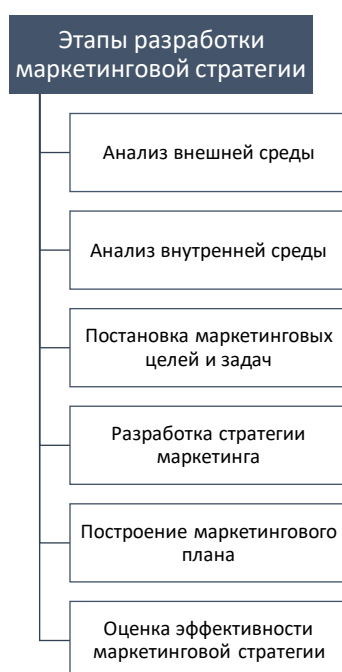 Этапы разработки
маркетинговой стратегии
Анализ внешней среды
Анализ внутренней среды
Постановка маркетинговых
целей и задач
Разработка стратегии
маркетинга
Построение маркетингового
плана
Оценка эффективности
маркетинговой стратегии